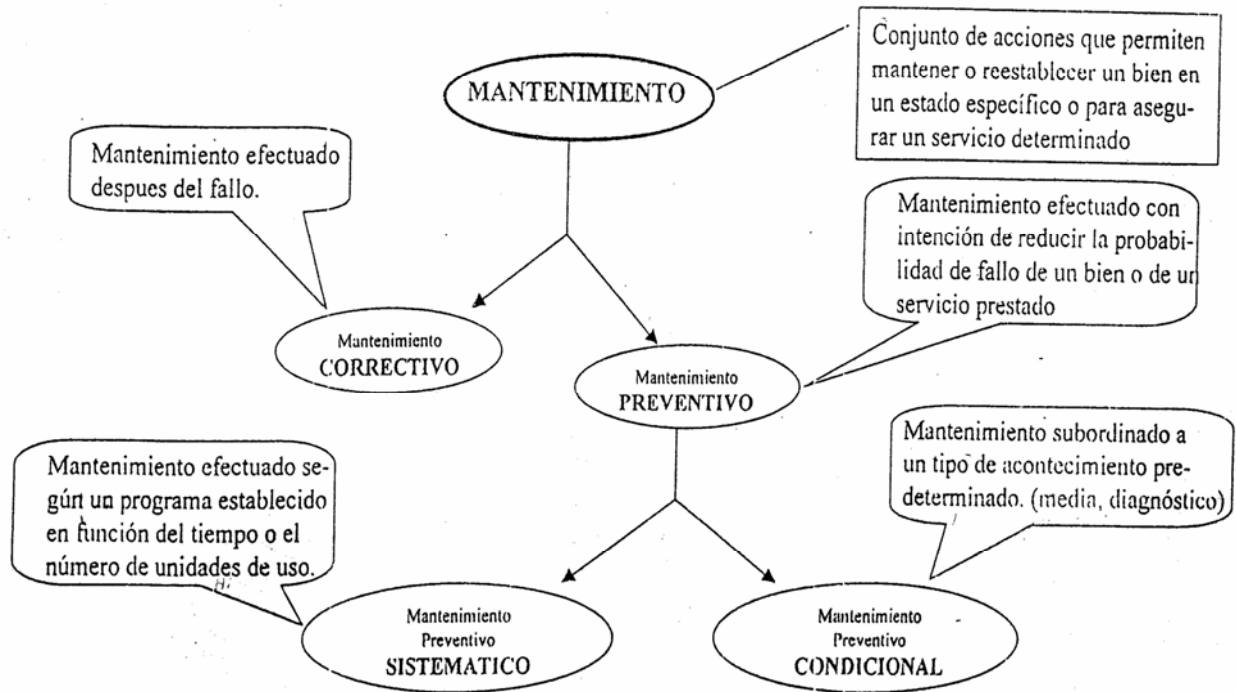 MANTENIMIENTO
Conjunto de acciones que permiten
mantener o reestablecer un bien en
un estado específico o para asegu-
rar un servicio determinado
Mantenimiento efectuado
despues del fallo.
Mantenimiento efectuado con
intención de reducir la probabi-
lidad de fallo de un bien o de un
servicio prestado
Mantenimiento
CORRECTIVO
Mantenimiento
PREVENTIVO
Mantenimiento efectuado se-
gún un programa establecido
en función del tiempo o el
número de unidades de uso.
Mantenimiento subordinado a
un tipo de acontecimiento pre-
determinado. (media, diagnóstico)
Mantenimiento
Preventivo
SISTEMATICO
Mantenimiento
Preventivo
CONDICIONAL